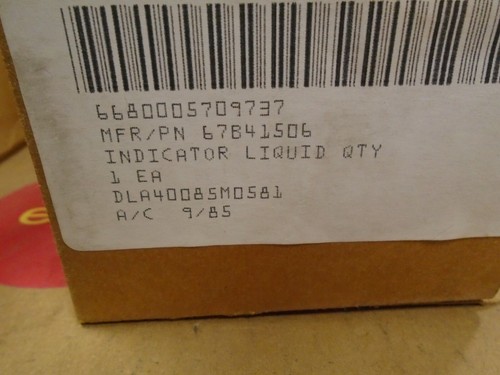 6680005709737
MFR/PN 67B41506
INDICATOR LIQUID QTY
1 EA
DLA40085M0581
A/C 9/85
e